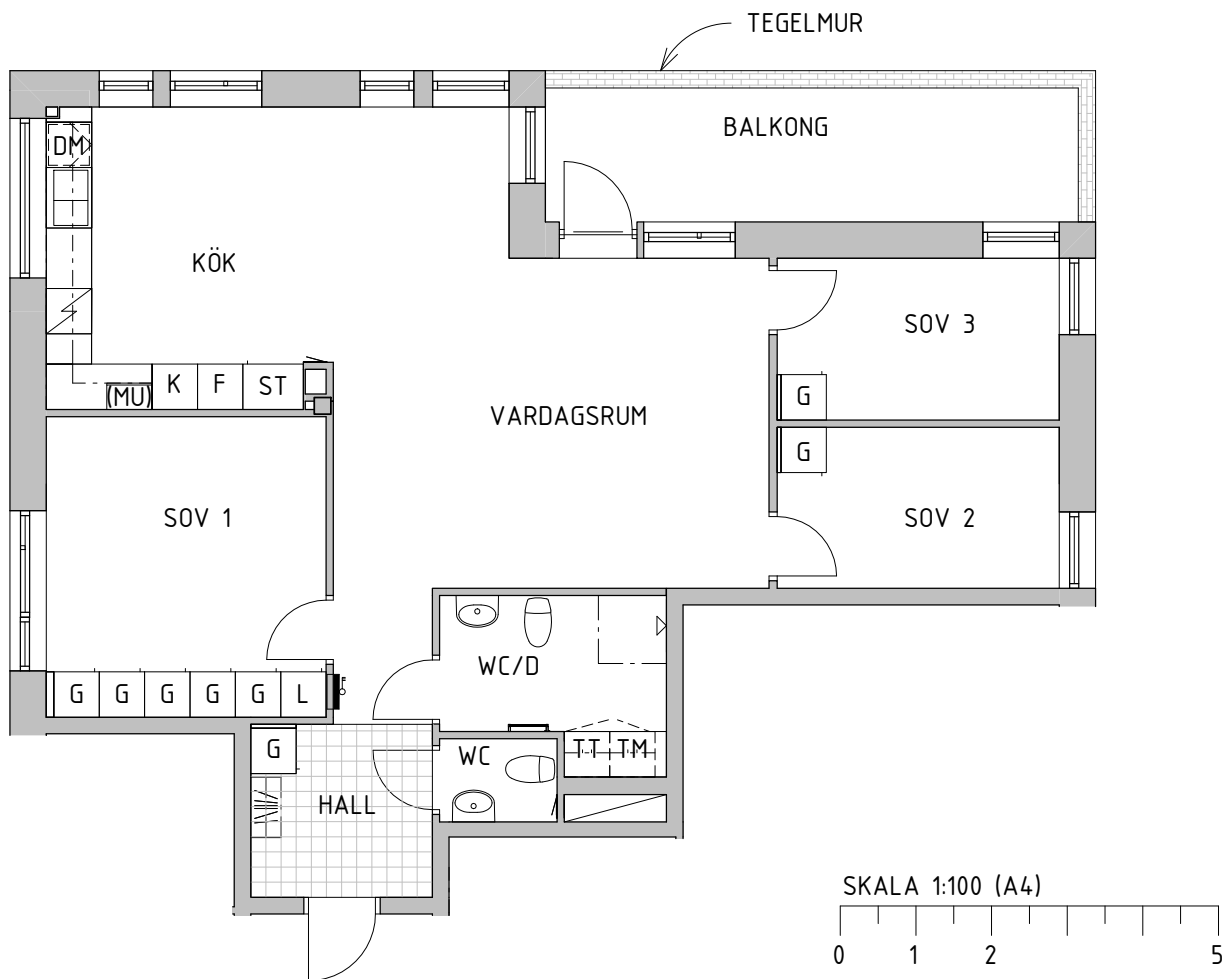 TEGELMUR
BALKONG
DM
KÖK
SOV 3
(MU) K F ST
G
VARDAGSRUM
G
SOV 1
SOV 2
WC/D
G G G G G L
G
WC
TT TM
HALL
SKALA 1:100 (A4)
0 1 2 5